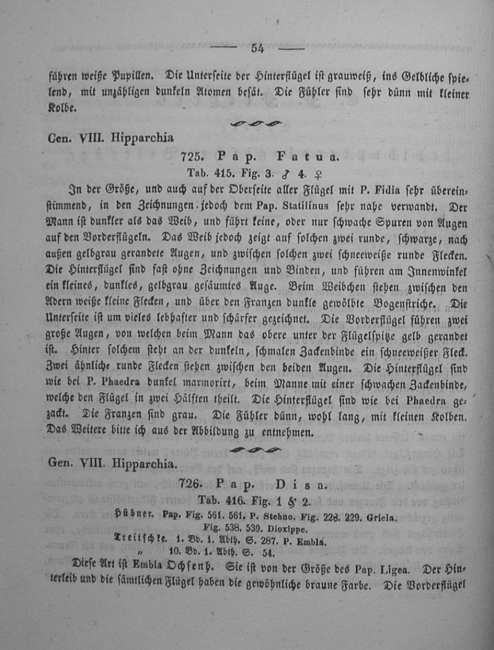 — 54 —
führen weiße Pupillen. Die Unterseite der Hinterflügel ist grauweiß, ins Gelbliche spie-
lend, mit unzähligen dunkeln Atomen besät. Die Fühler sind sehr dünn mit kleiner
Kolbe.
Gen. VIII. Hipparchia
725. Pap. Fatua.
Tab. 415. Fig. 3. ♂ 4. ♀
In der Größe, und auch auf der Oberseite aller Flügel mit P. Fidia sehr überein-
stimmend, in den Zeichnungen jedoch dem Pap. Statilinus sehr nahe verwandt. Der
Mann ist dunkler als das Weib, und führt keine, oder nur schwache Spuren von Augen
auf den Vorderflügeln. Das Weib jedoch zeigt auf solchen zwei runde, schwarze, nach
außen gelbgrau gerandete Augen, und zwischen solchen zwei schneeweiße runde Flecken.
Die Hinterflügel sind fast ohne Zeichnungen und Binden, und führen am Innenwinkel
ein kleines, dunkles, gelbgrau gesäumtes Auge. Beim Weibchen stehen zwischen den
Adern weiße kleine Flecken, und über den Franzen dunkle gewölbte Bogenstriche. Die
Unterseite ist um vieles lebhafter und schärfer gezeichnet. Die Vorderflügel führen zwei
große Augen, von welchen beim Mann das obere unter der Flügelspitze gelb gerandet
ist. Hinter solchem steht an der dunkeln, schmalen Zackenbinde ein schneeweißer Fleck.
Zwei ähnliche runde Flecken stehen zwischen den beiden Augen. Die Hinterflügel sind
wie bei P. Phaedra dunkel marmorirt, beim Manne mit einer schwachen Zackenbinde,
welche den Flügel in zwei Hälften theilt. Die Hinterflügel sind wie bei Phaedra ge-
zackt. Die Franzen sind grau. Die Fühler dünn, wohl lang, mit kleinen Kolben.
Das Weitere bitte ich aus der Abbildung zu entnehmen.
Gen. VIII. Hipparchia.
726. Pap. Disa.
Tab. 416. Fig. 1 & 2.
Hübner. Pap. Fig. 561. 561. P. Stehno. Fig. 228. 229. Griela.
Fig. 538. 539. Dioxippe.
Treitschke. 1. Bd. 1. Abth. S. 287. P. Embla.
„ 10. Bd. 1. Abth. S. 54.
Diese Art ist Embla Ochsenh. Sie ist von der Größe des Pap. Ligea. Der Hin-
terleib und die sämtlichen Flügel haben die gewöhnliche braune Farbe. Die Vorderflügel